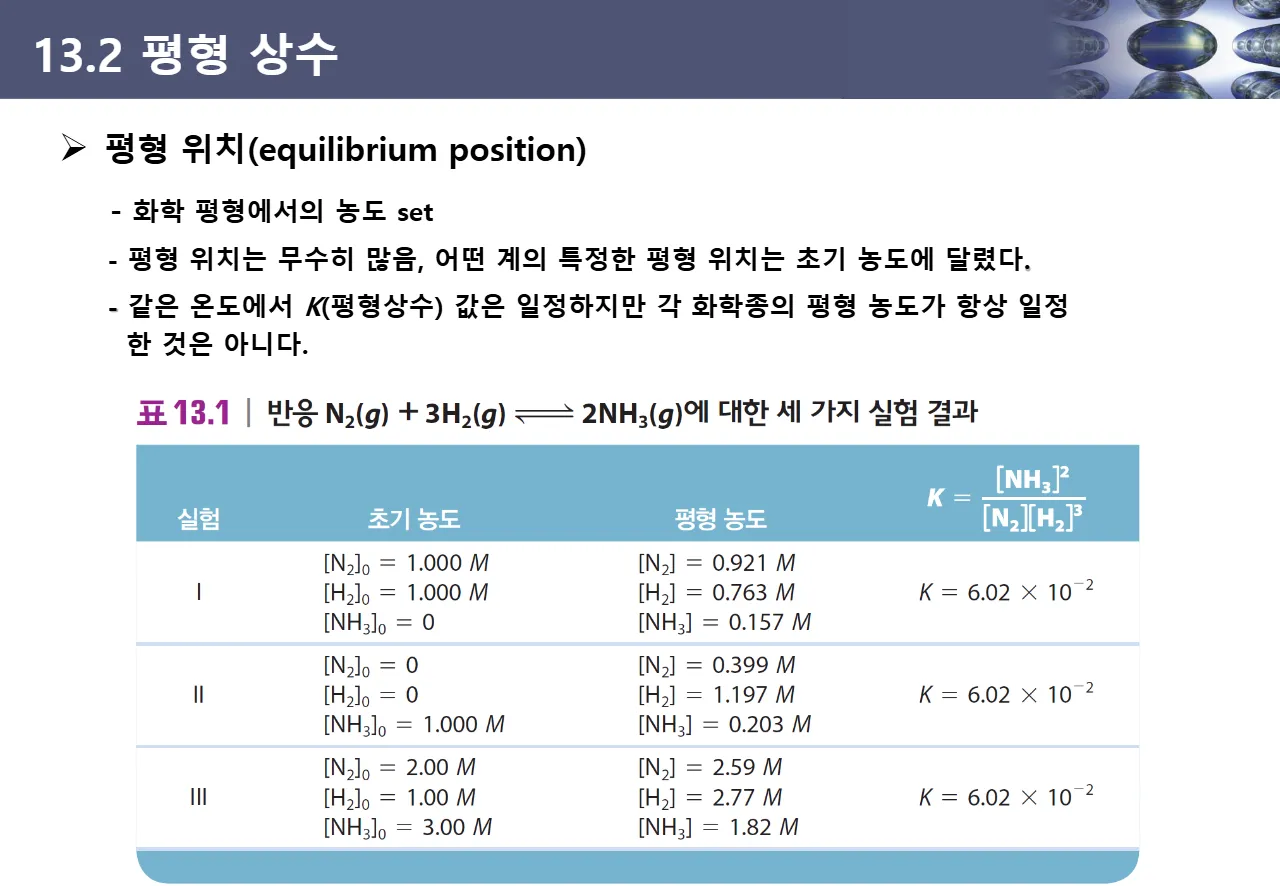 13.2 평형 상수
➢ 평형 위치(equilibrium position)
- 화학 평형에서의 농도 set
- 평형 위치는 무수히 많음, 어떤 계의 특정한 평형 위치는 초기 농도에 달렸다.
- 같은 온도에서 K(평형상수) 값은 일정하지만 각 화학종의 평형 농도가 항상 일정
한 것은 아니다.
표 13.1 | 반응 N₂(g) + 3H₂(g) ⇌ 2NH₃(g)에 대한 세 가지 실험 결과
실험 초기 농도 평형 농도 K = [NH₃]² / [N₂][H₂]³
[N₂]₀ = 1.000 M [N₂] = 0.921 M
I [H₂]₀ = 1.000 M [H₂] = 0.763 M K = 6.02 × 10⁻²
[NH₃]₀ = 0 [NH₃] = 0.157 M
[N₂]₀ = 0 [N₂] = 0.399 M
II [H₂]₀ = 0 [H₂] = 1.197 M K = 6.02 × 10⁻²
[NH₃]₀ = 1.000 M [NH₃] = 0.203 M
[N₂]₀ = 2.00 M [N₂] = 2.59 M
III [H₂]₀ = 1.00 M [H₂] = 2.77 M K = 6.02 × 10⁻²
[NH₃]₀ = 3.00 M [NH₃] = 1.82 M